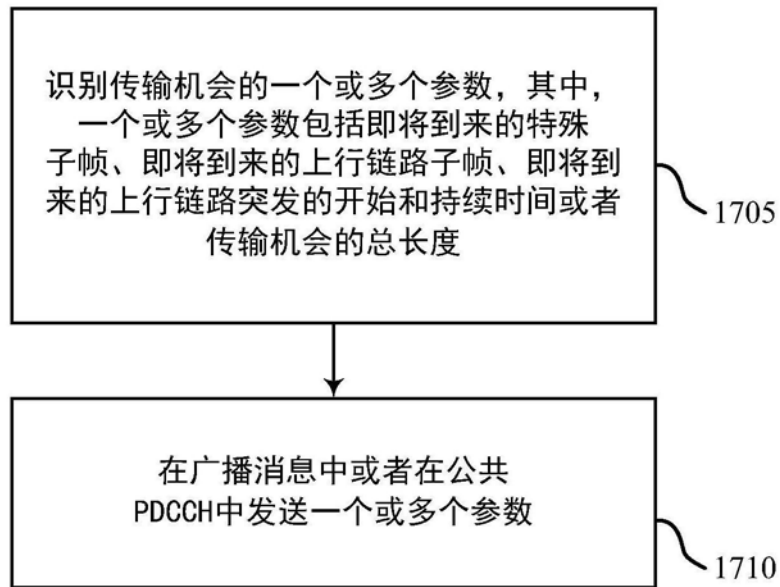 识别传输机会的一个或多个参数，其中，
一个或多个参数包括即将到来的特殊
子帧、即将到来的上行链路子帧、即将到
来的上行链路突发的开始和持续时间或者
传输机会的总长度
1705
在广播消息中或者在公共
PDCCH中发送一个或多个参数
1710